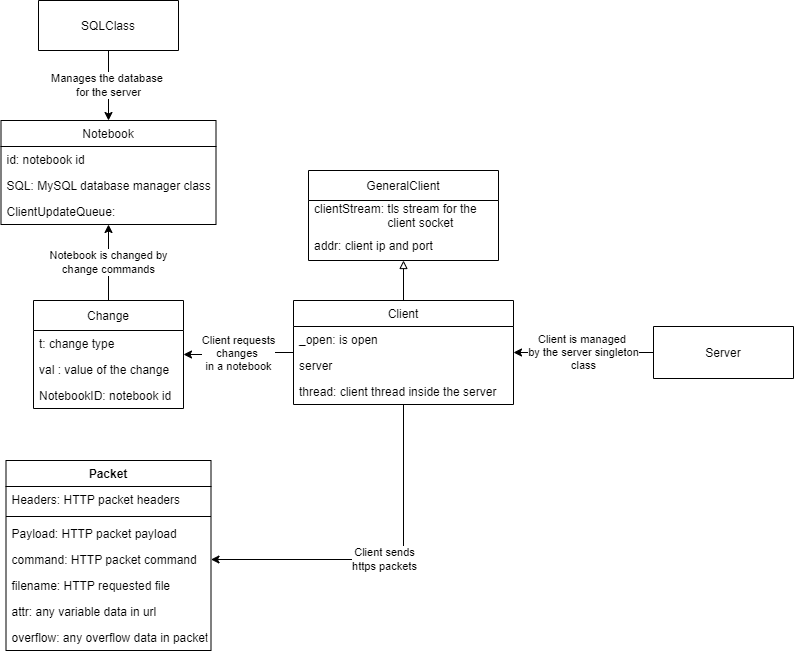 SQLClass
Manages the database
for the server
Notebook
id: notebook id
SQL: MySQL database manager class
ClientUpdateQueue:
Notebook is changed by
change commands
Change
t: change type
val : value of the change
NotebookID: notebook id
GeneralClient
clientStream: tls stream for the
client socket
addr: client ip and port
Client
_open: is open
server
thread: client thread inside the server
Client requests
changes
in a notebook
Client is managed
by the server singleton
class
Server
Client sends
https packets
Packet
Headers: HTTP packet headers
Payload: HTTP packet payload
command: HTTP packet command
filename: HTTP requested file
attr: any variable data in url
overflow: any overflow data in packet